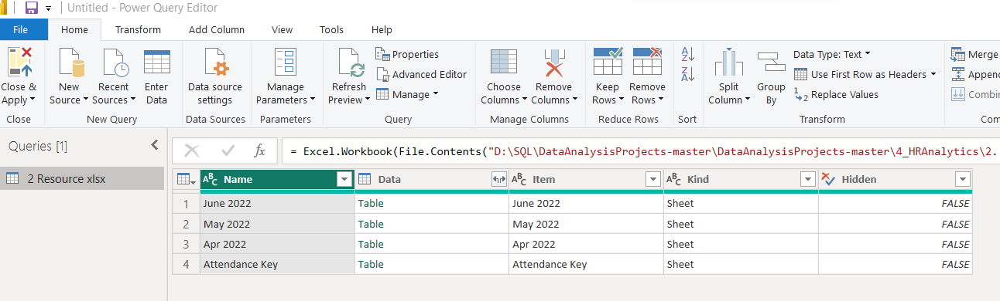 Untitled - Power Query Editor
File Home Transform Add Column View Tools Help
Close & Apply
New Source
Recent Sources
Enter Data
Data source settings
Manage Parameters
Refresh Preview
Properties
Advanced Editor
Manage
Choose Columns
Remove Columns
Keep Rows
Remove Rows
Split Column
Group By
Data Type: Text
Use First Row as Headers
Replace Values
Merge
Close New Query Data Sources Parameters Query Manage Columns Reduce Rows Sort Transform
Queries [1]
= Excel.Workbook(File.Contents("D:\SQL\DataAnalysisProjects-master\DataAnalysisProjects-master\4_HRAnalytics\2.
2 Resource xlsx
Name Data Item Kind Hidden
1 June 2022 Table June 2022 Sheet FALSE
2 May 2022 Table May 2022 Sheet FALSE
3 Apr 2022 Table Apr 2022 Sheet FALSE
4 Attendance Key Table Attendance Key Sheet FALSE